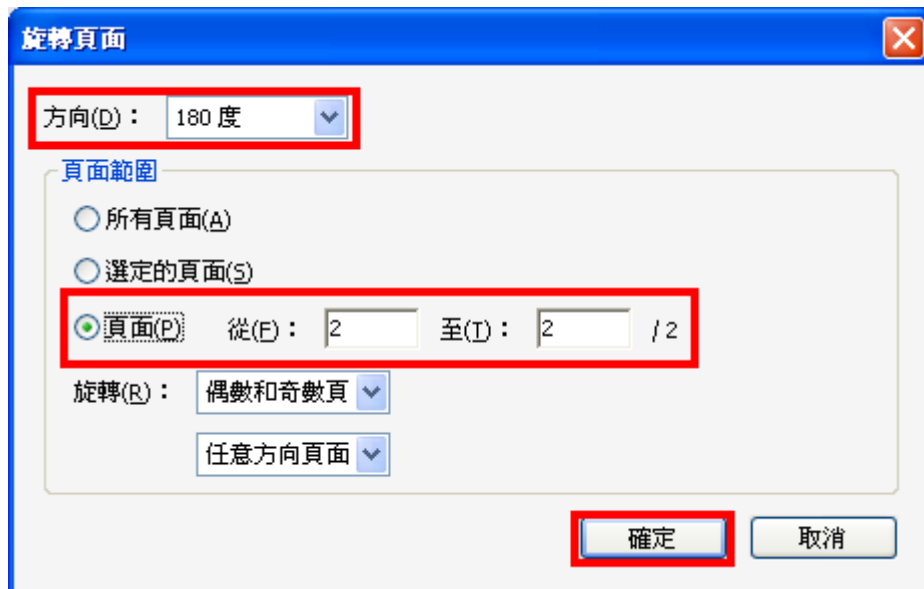 旋轉頁面
方向(D)： 180 度
頁面範圍
所有頁面(A)
選定的頁面(S)
頁面(P) 從(F)： 2 至(T)： 2 / 2
旋轉(R)： 偶數和奇數頁
任意方向頁面
確定 取消